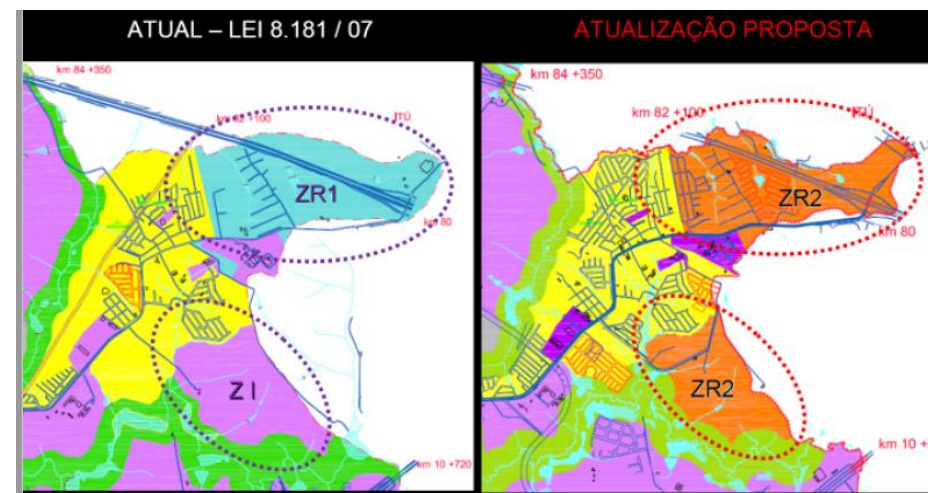 ATUAL – LEI 8.181 / 07
km 84 +350
km 82 +100
ITÚ
ZR1
km 80
Z I
km 10 +720
ATUALIZAÇÃO PROPOSTA
km 84 +350
km 82 +100
ITÚ
ZR2
km 80
ZR2
km 10 +